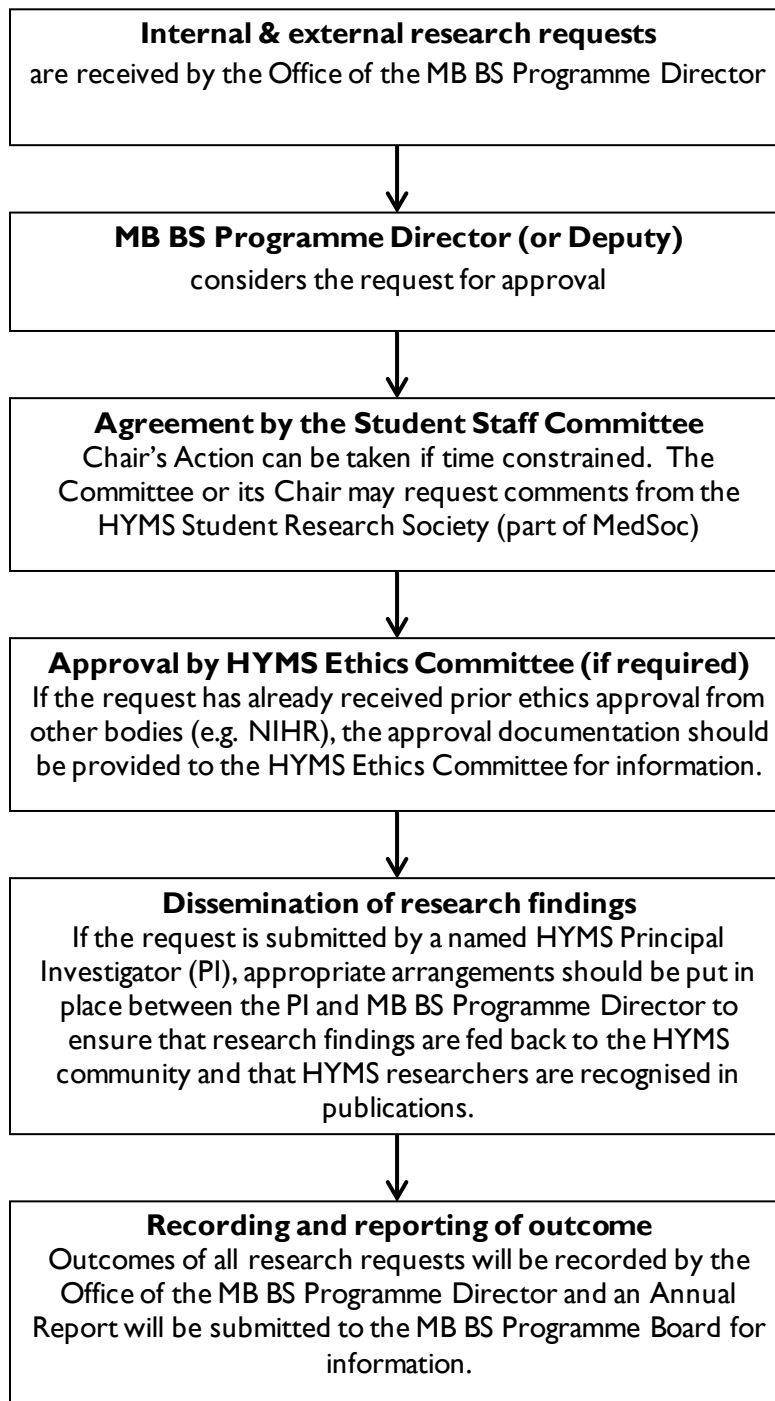 Internal & external research requests
are received by the Office of the MB BS Programme Director
MB BS Programme Director (or Deputy)
considers the request for approval
Agreement by the Student Staff Committee
Chair's Action can be taken if time constrained.  The
Committee or its Chair may request comments from the
HYMS Student Research Society (part of MedSoc)
Approval by HYMS Ethics Committee (if required)
If the request has already received prior ethics approval from
other bodies (e.g. NIHR), the approval documentation should
be provided to the HYMS Ethics Committee for information.
Dissemination of research findings
If the request is submitted by a named HYMS Principal
Investigator (PI), appropriate arrangements should be put in
place between the PI and MB BS Programme Director to
ensure that research findings are fed back to the HYMS
community and that HYMS researchers are recognised in
publications.
Recording and reporting of outcome
Outcomes of all research requests will be recorded by the
Office of the MB BS Programme Director and an Annual
Report will be submitted to the MB BS Programme Board for
information.